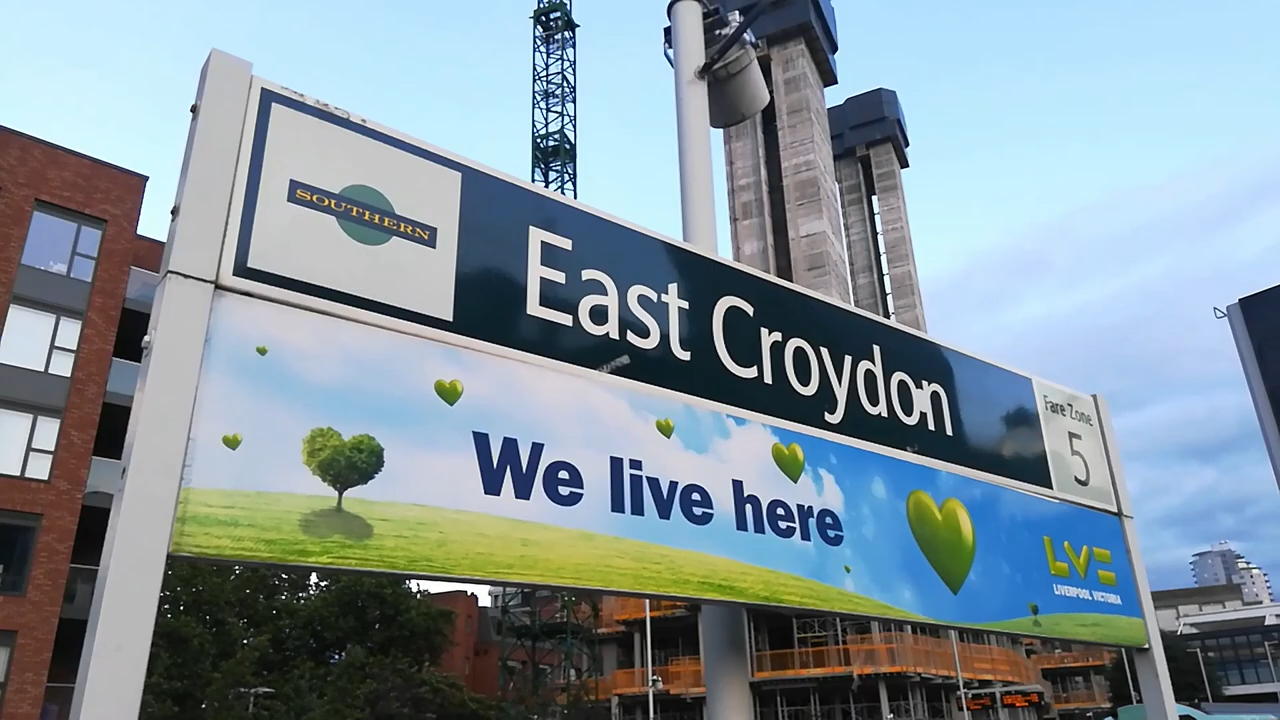 SOUTHERN
East Croydon
Fare Zone
5
We live here
LV=
LIVERPOOL VICTORIA